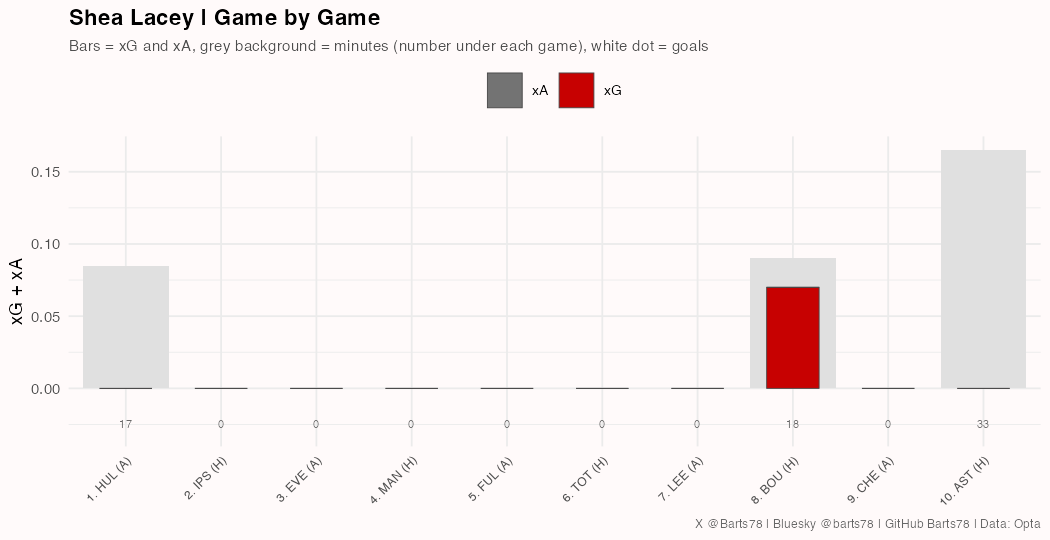 Shea Lacey | Game by Game
Bars = xG and xA, grey background = minutes (number under each game), white dot = goals
xA xG
xG + xA
0.15
0.10
0.05
0.00
17 0 0 0 0 0 0 18 0 33
1. HUL (A) 2. IPS (H) 3. EVE (A) 4. MAN (H) 5. FUL (A) 6. TOT (H) 7. LEE (A) 8. BOU (H) 9. CHE (A) 10. AST (H)
X @Barts78 | Bluesky @barts78 | GitHub Barts78 | Data: Opta